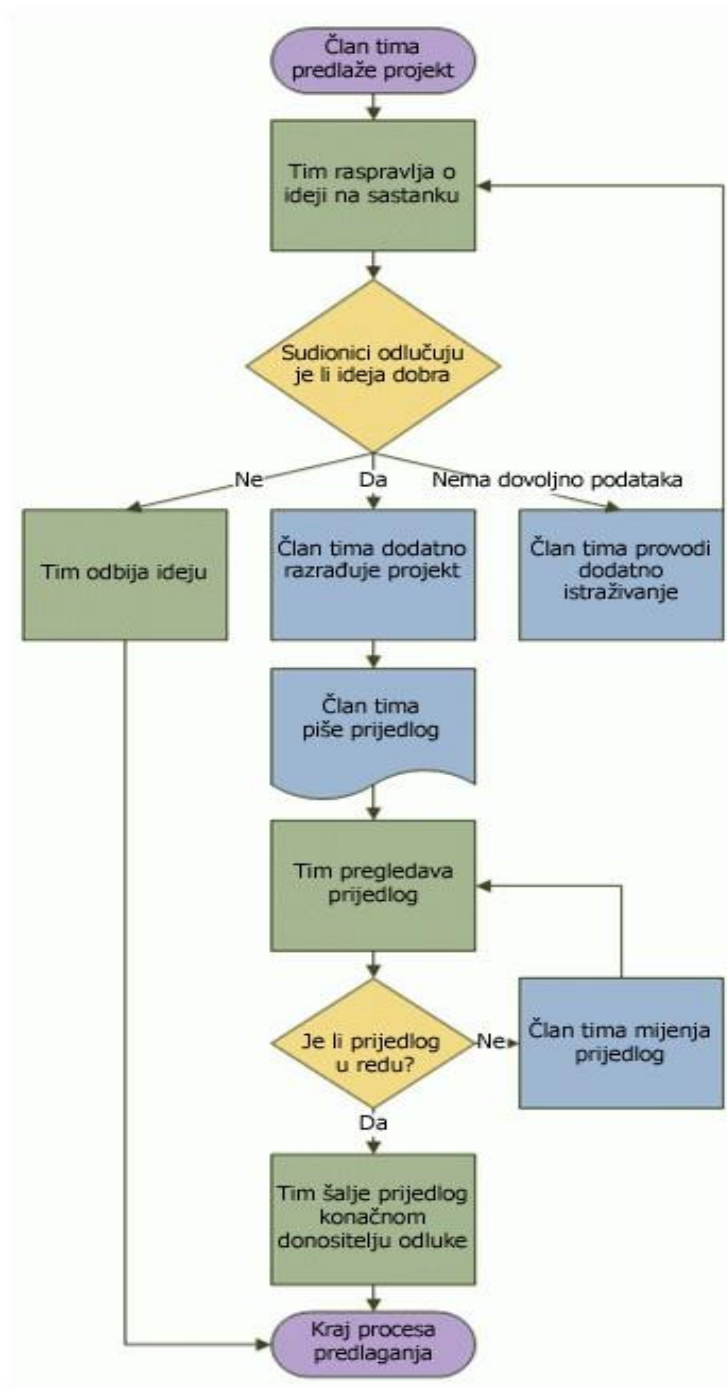 Član tima
predlaže projekt
Tim raspravlja o
ideji na sastanku
Sudionici odlučuju
je li ideja dobra
Ne
Da
Nema dovoljno podataka
Tim odbija ideju
Član tima dodatno
razrađuje projekt
Član tima provodi
dodatno
istraživanje
Član tima
piše prijedlog
Tim pregledava
prijedlog
Je li prijedlog
u redu?
Ne
Član tima mijenja
prijedlog
Da
Tim šalje prijedlog
konačnom
donositelju odluke
Kraj procesa
predlaganja